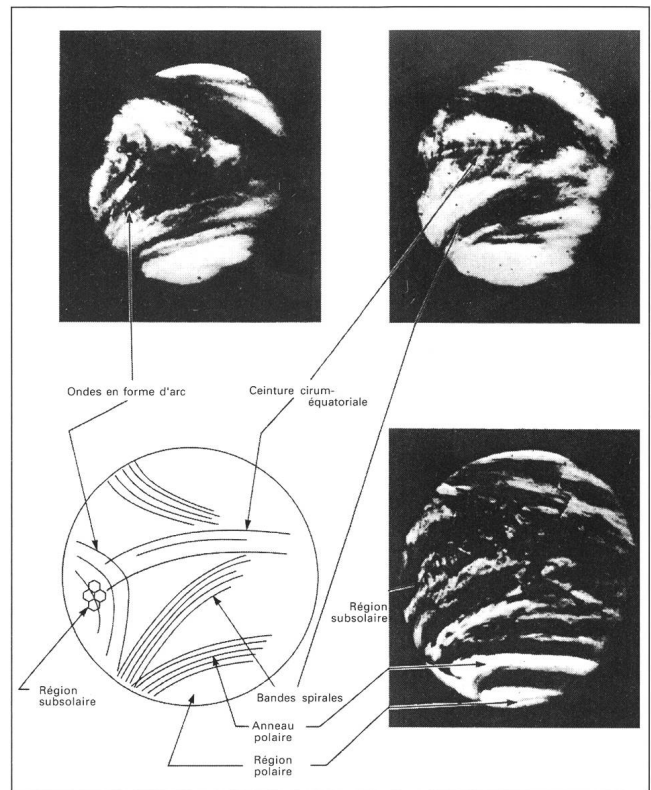 Ondes en forme d'arc
Ceinture cirum-
équatoriale
Région
subsolaire
Région
subsolaire
Bandes spirales
Anneau
polaire
Région
polaire